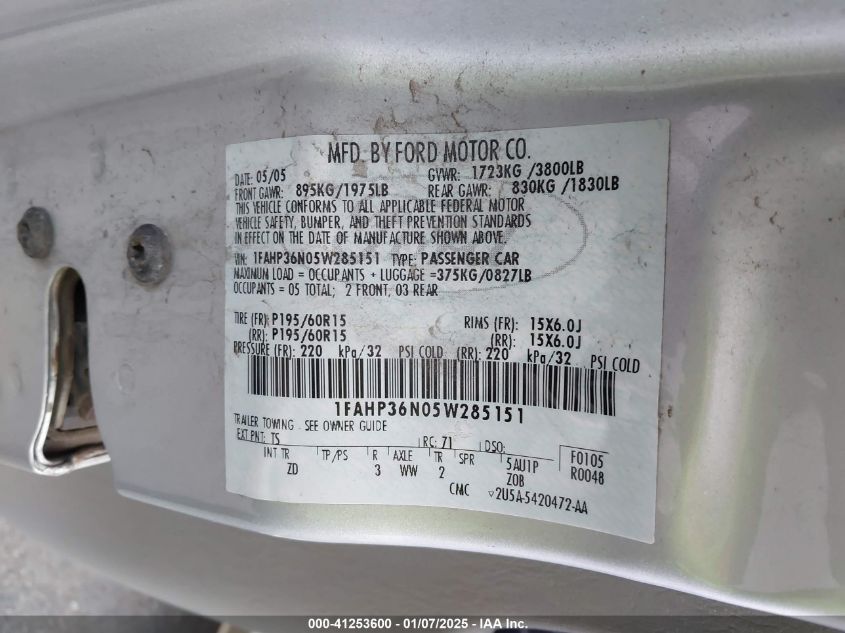 MFD. BY FORD MOTOR CO.
DATE: 05/05 GVWR: 1723KG /3800LB
FRONT GAWR: 895KG/1975LB REAR GAWR: 830KG /1830LB
THIS VEHICLE CONFORMS TO ALL APPLICABLE FEDERAL MOTOR
VEHICLE SAFETY, BUMPER, AND THEFT PREVENTION STANDARDS
IN EFFECT ON THE DATE OF MANUFACTURE SHOWN ABOVE.
VIN: 1FAHP36N05W285151 TYPE: PASSENGER CAR
MAXIMUM LOAD = OCCUPANTS + LUGGAGE =375KG/0827LB
OCCUPANTS = 05 TOTAL; 2 FRONT, 03 REAR
TIRE (FR): P195/60R15 RIMS (FR): 15X6.0J
(RR): P195/60R15 (RR): 15X6.0J
PRESSURE (FR): 220 kPa/32 PSI COLD (RR): 220 kPa/32 PSI COLD
1FAHP36N05W285151
TRAILER TOWING - SEE OWNER GUIDE
EXT PNT: TS RC: 71 DSO: F0105
INT TR TP/PS R AXLE TR SPR 5AU1P R0048
ZD 3 WW 2 Z0B
CMC ▽2U5A-5420472-AA
000-41253600 — 01/07/2025 — IAA Inc.